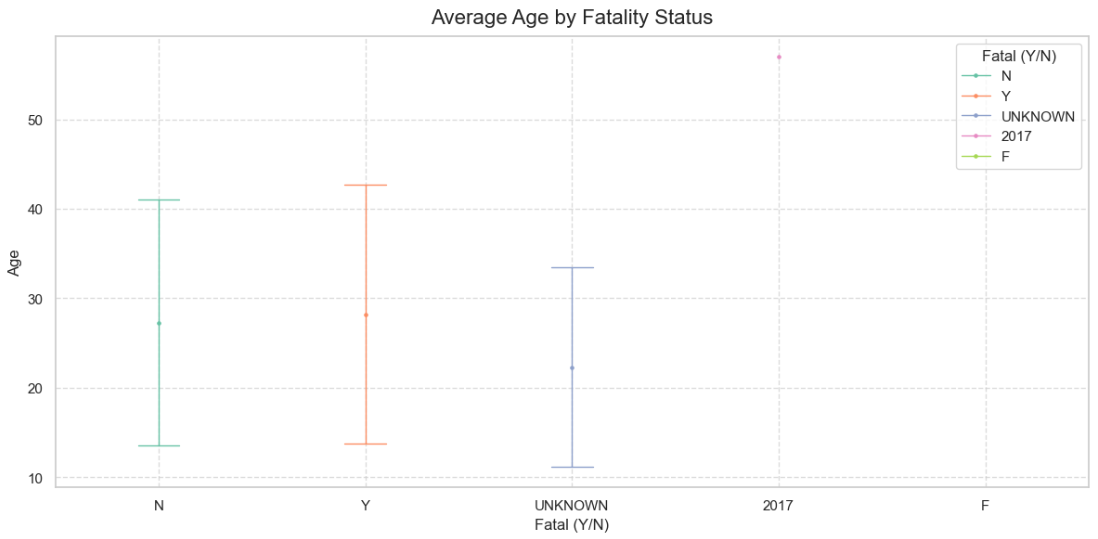 Average Age by Fatality Status
Fatal (Y/N)
N
Y
UNKNOWN
2017
F
50
40
30
20
10
Age
N Y UNKNOWN 2017 F
Fatal (Y/N)